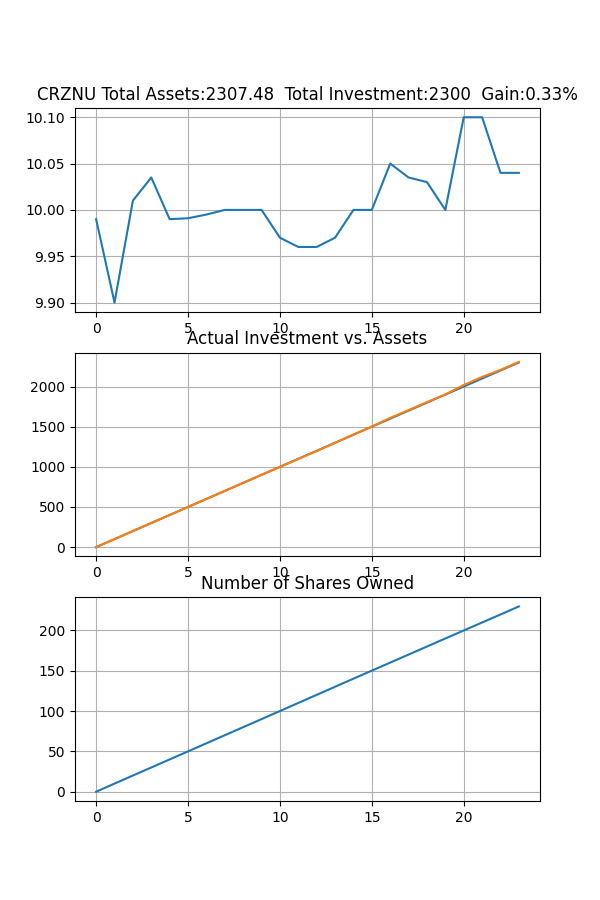 CRZNU Total Assets:2307.48  Total Investment:2300  Gain:0.33%
10.10
10.05
10.00
9.95
9.90
0 5 10 15 20
Actual Investment vs. Assets
2000
1500
1000
500
0
0 5 10 15 20
Number of Shares Owned
200
150
100
50
0
0 5 10 15 20